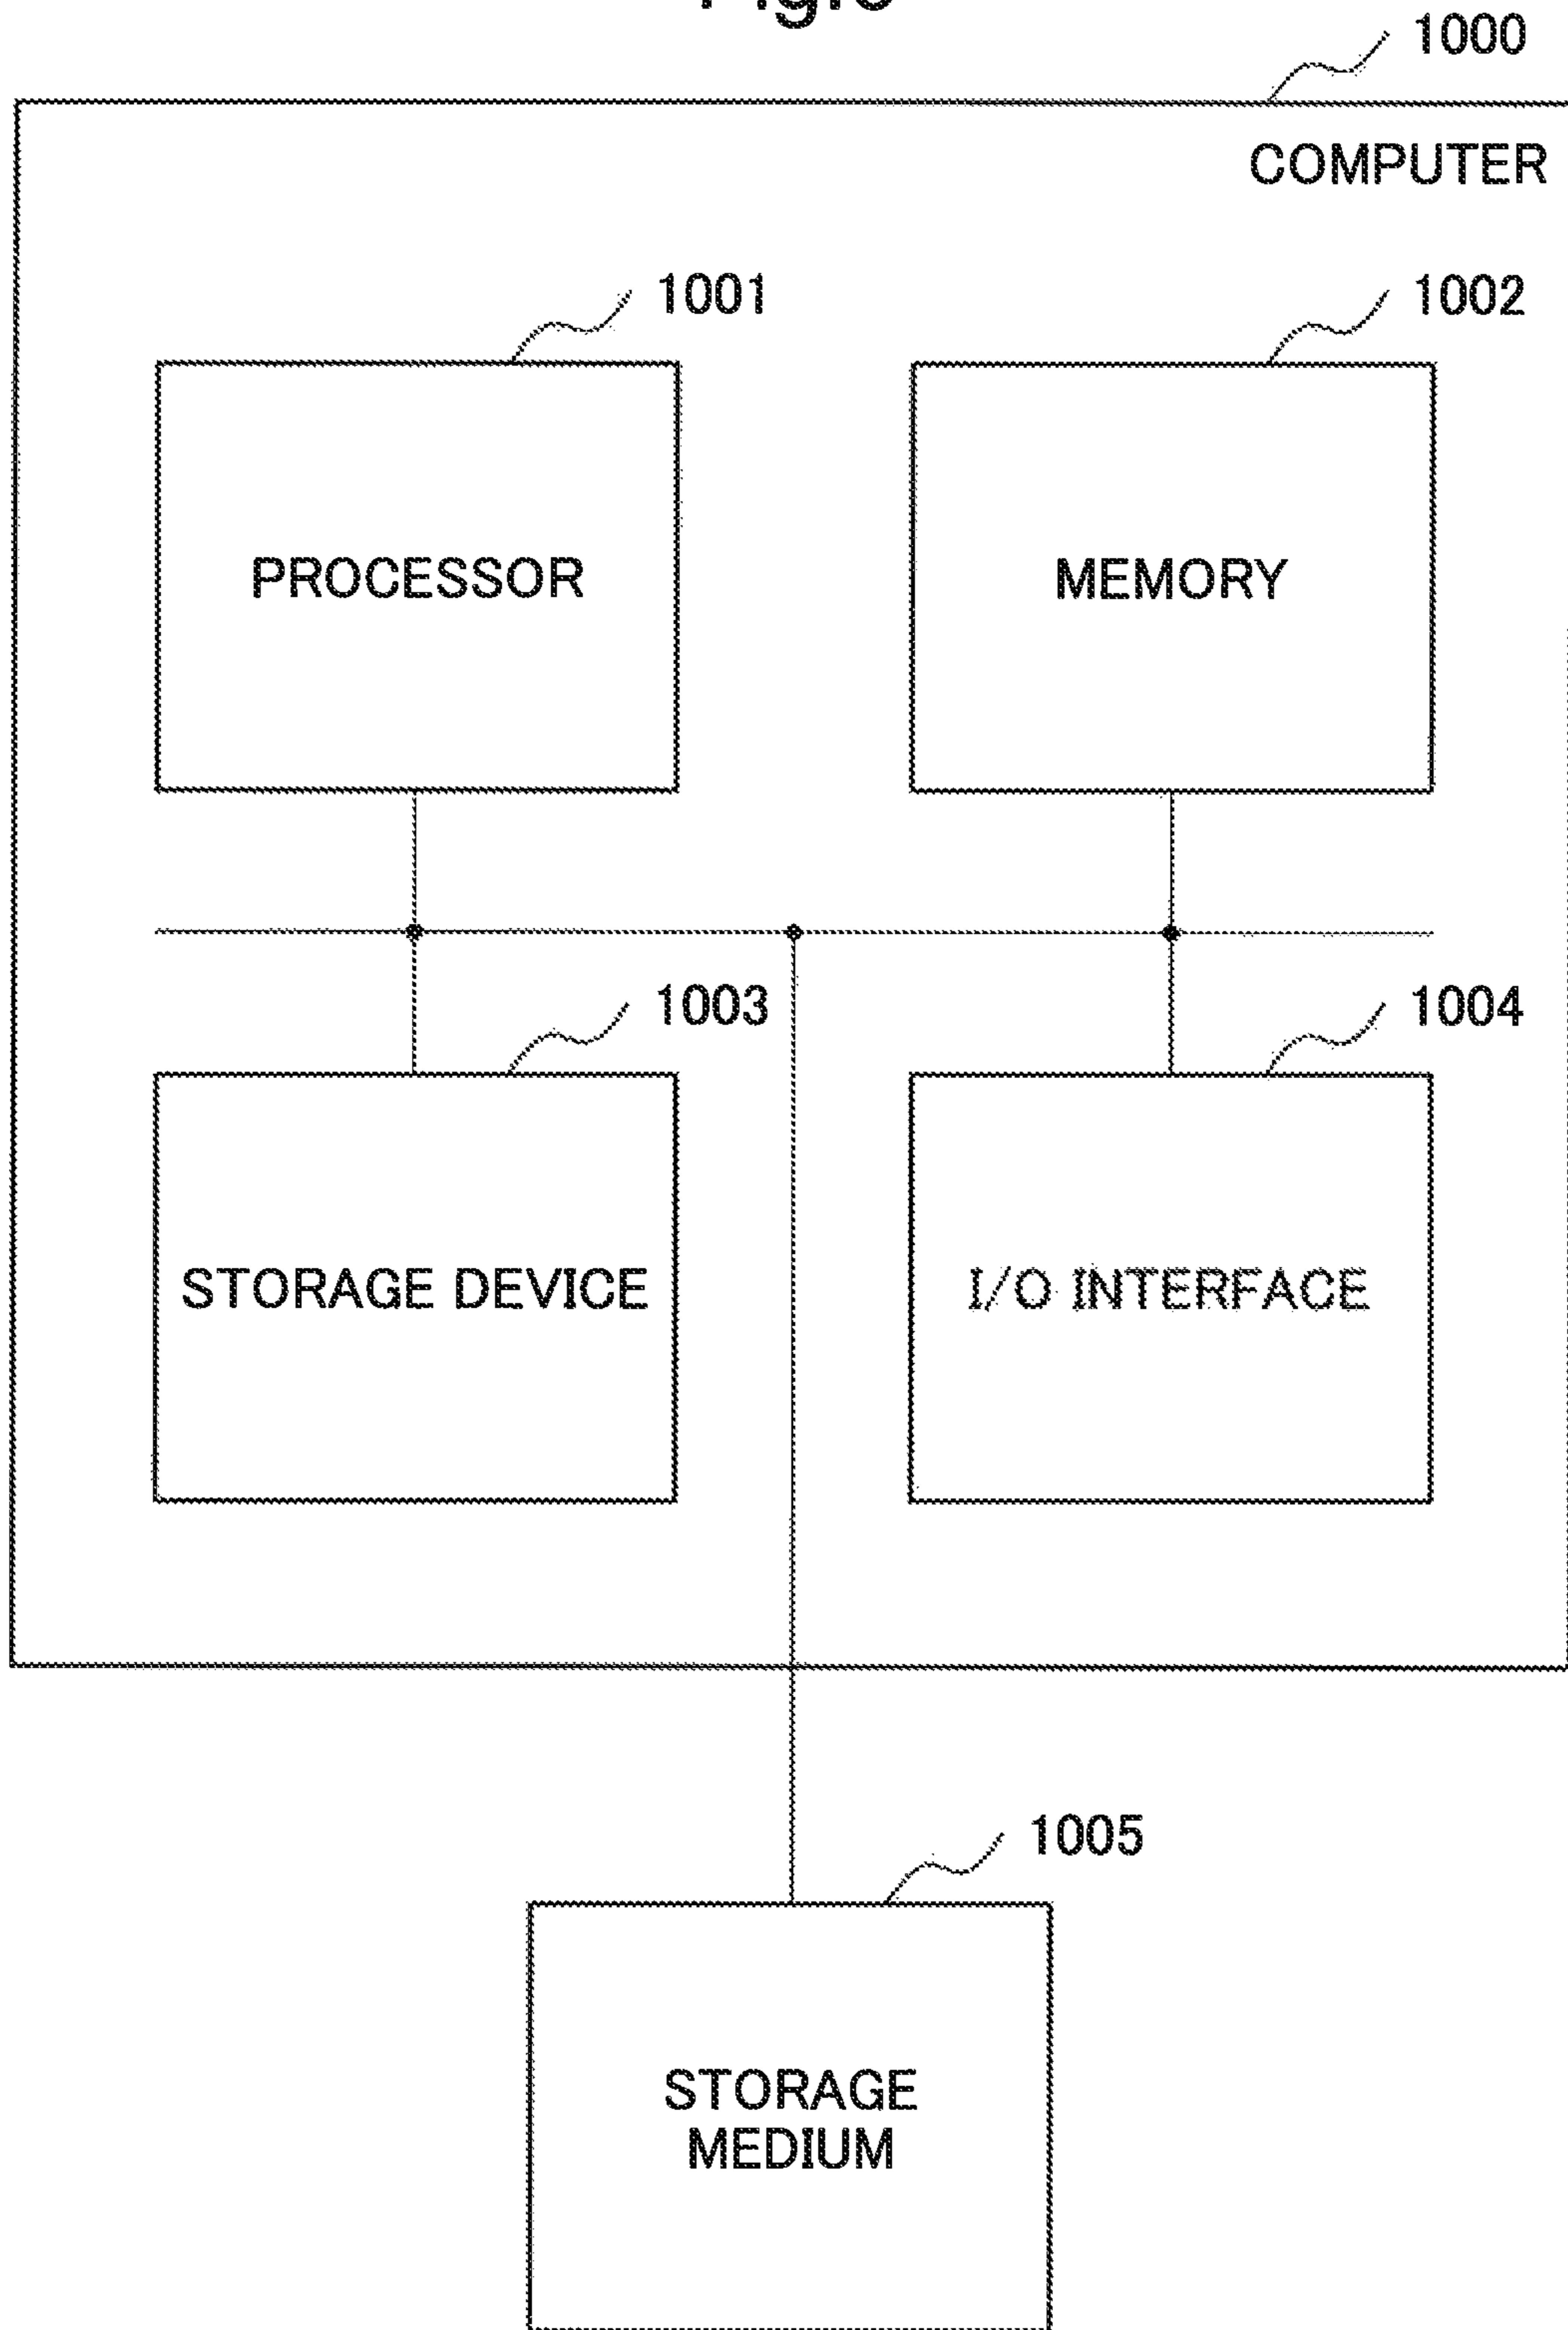 1000
COMPUTER
1001
1002
PROCESSOR
MEMORY
1003
1004
STORAGE DEVICE
I/O INTERFACE
1005
STORAGE
MEDIUM